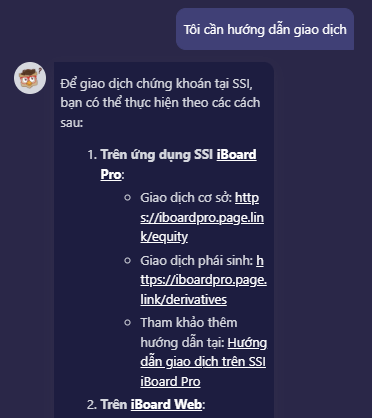 Tôi cần hướng dẫn giao dịch
Để giao dịch chứng khoán tại SSI,
bạn có thể thực hiện theo các cách
sau:
1. Trên ứng dụng SSI iBoard
Pro:
Giao dịch cơ sở: http
s://iboardpro.page.lin
k/equity
Giao dịch phái sinh: h
ttps://iboardpro.page.
link/derivatives
Tham khảo thêm
hướng dẫn tại: Hướng
dẫn giao dịch trên SSI
iBoard Pro
2. Trên iBoard Web: